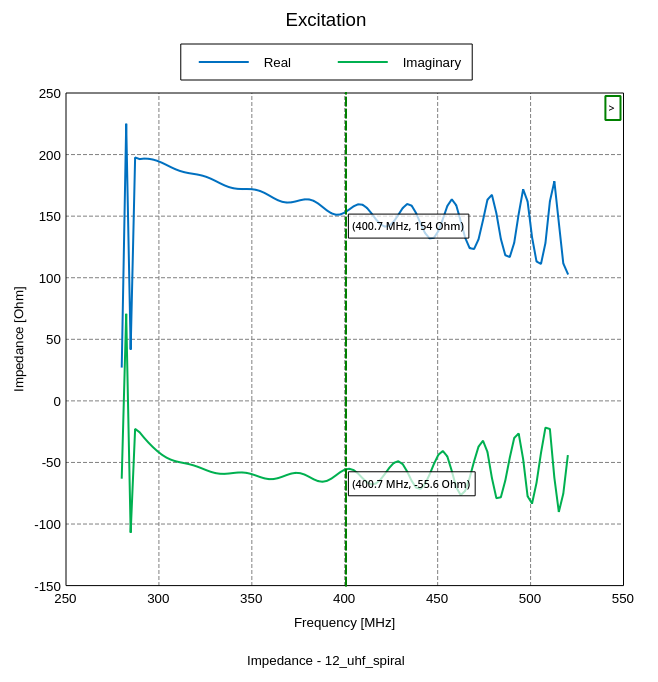 Excitation
Real Imaginary
250
>
200
150
(400.7 MHz, 154 Ohm)
100
50
0
-50
(400.7 MHz, -55.6 Ohm)
-100
-150
Impedance [Ohm]
250 300 350 400 450 500 550
Frequency [MHz]
Impedance - 12_uhf_spiral